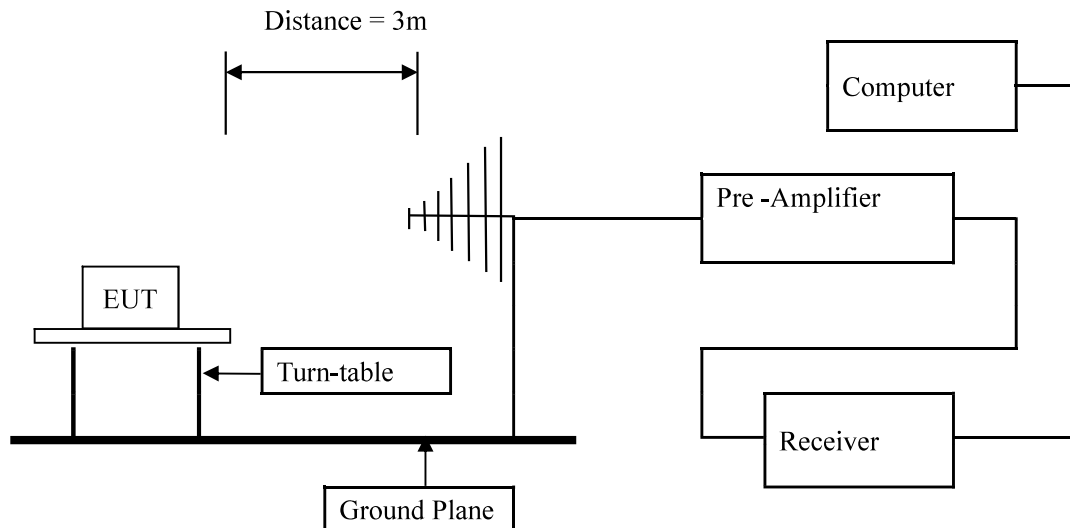 Distance = 3m
Computer
Pre -Amplifier
EUT
Turn-table
Receiver
Ground Plane